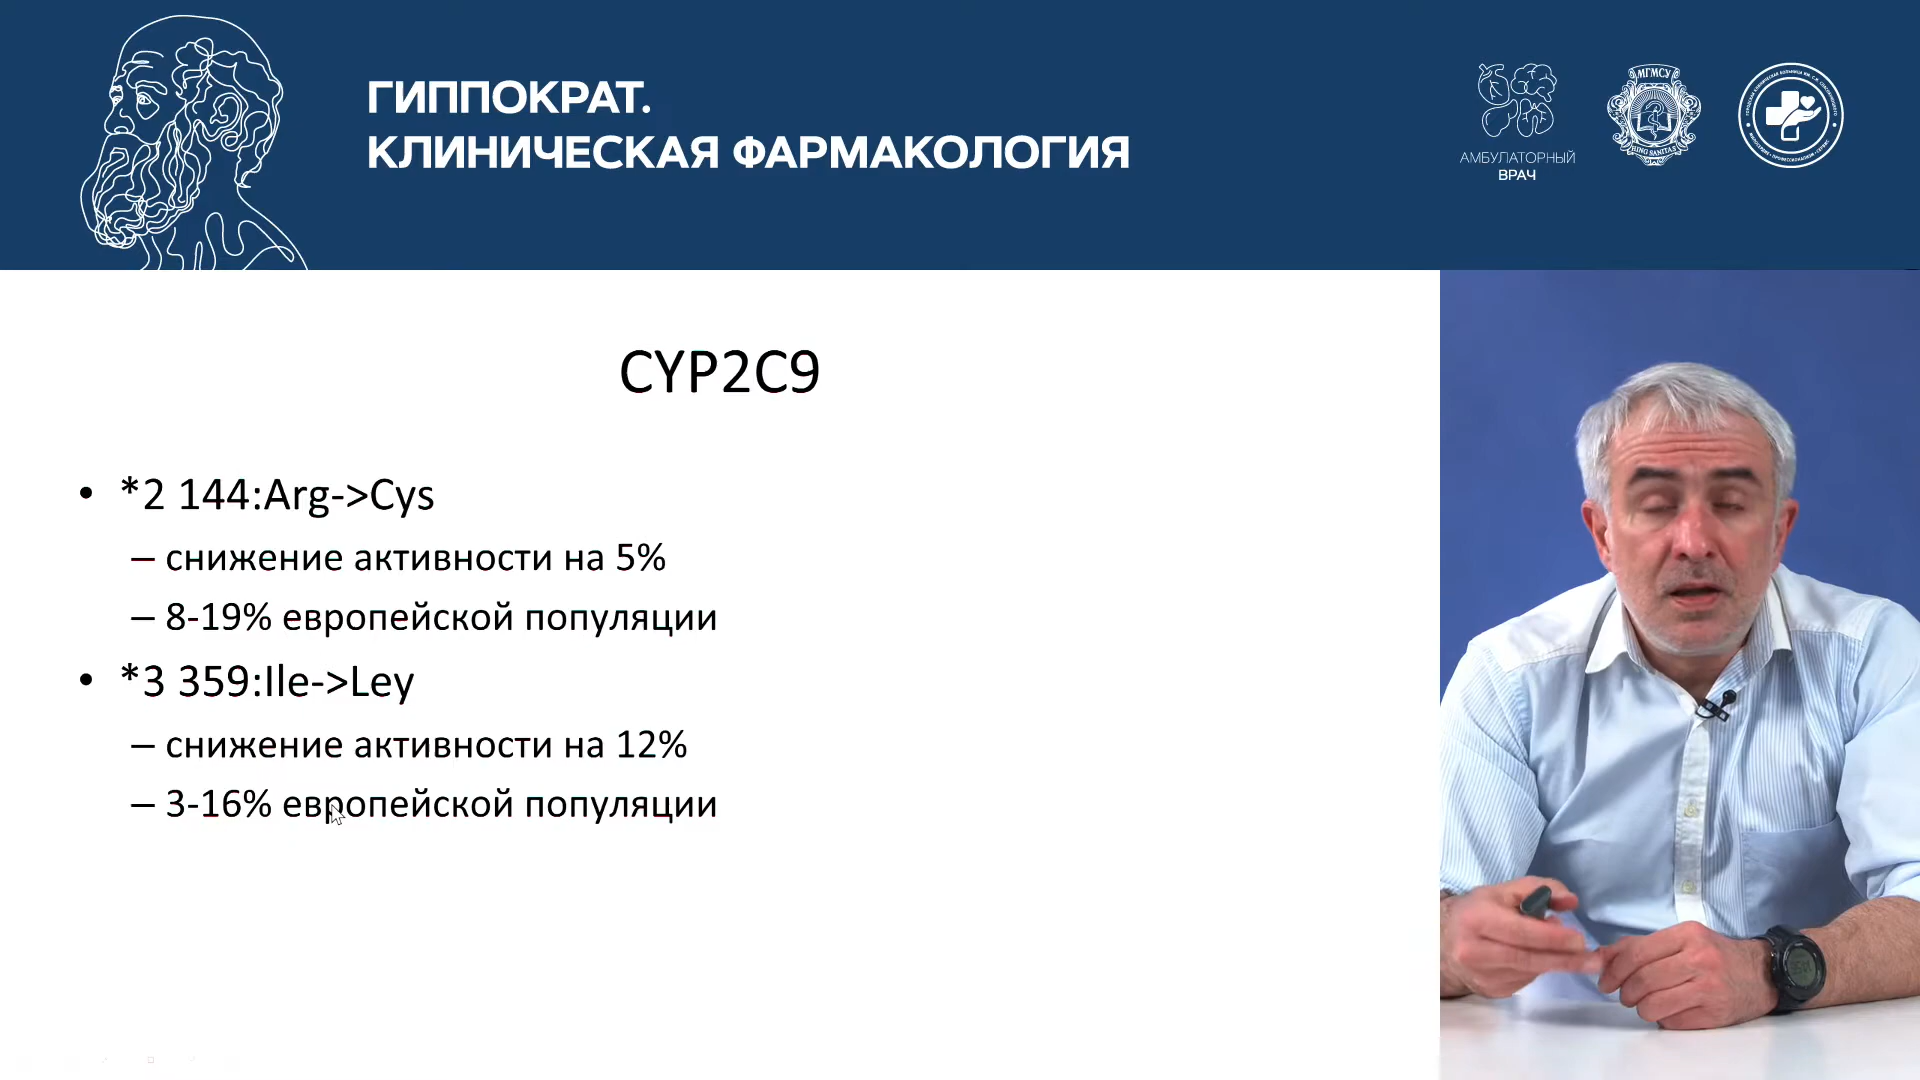 ГИППОКРАТ.
КЛИНИЧЕСКАЯ ФАРМАКОЛОГИЯ
АМБУЛАТОРНЫЙ
ВРАЧ
МГМСУ
CYP2C9
• *2 144:Arg->Cys
– снижение активности на 5%
– 8-19% европейской популяции
• *3 359:Ile->Ley
– снижение активности на 12%
– 3-16% европейской популяции